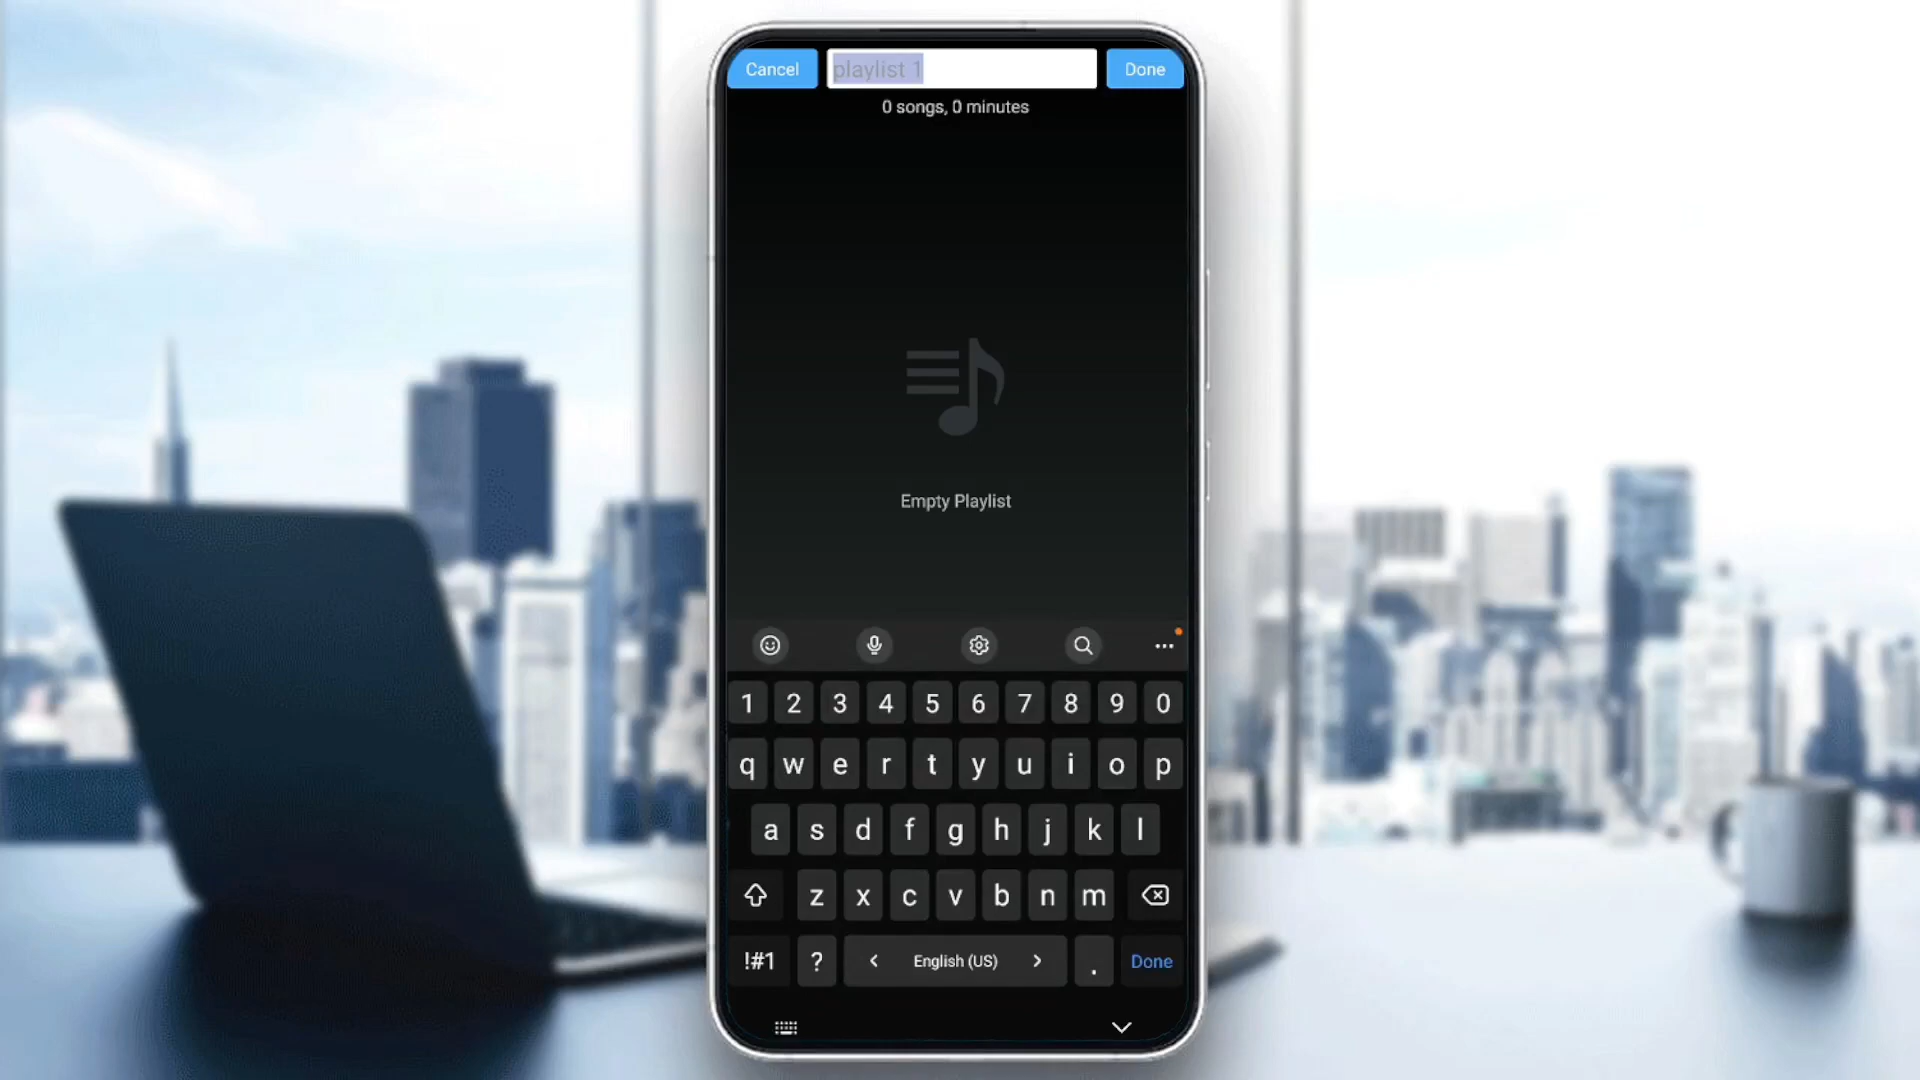 Cancel playlist 1 Done
0 songs, 0 minutes
Empty Playlist
1 2 3 4 5 6 7 8 9 0
q w e r t y u i o p
a s d f g h j k l
z x c v b n m
!#1 ? < English (US) > . Done